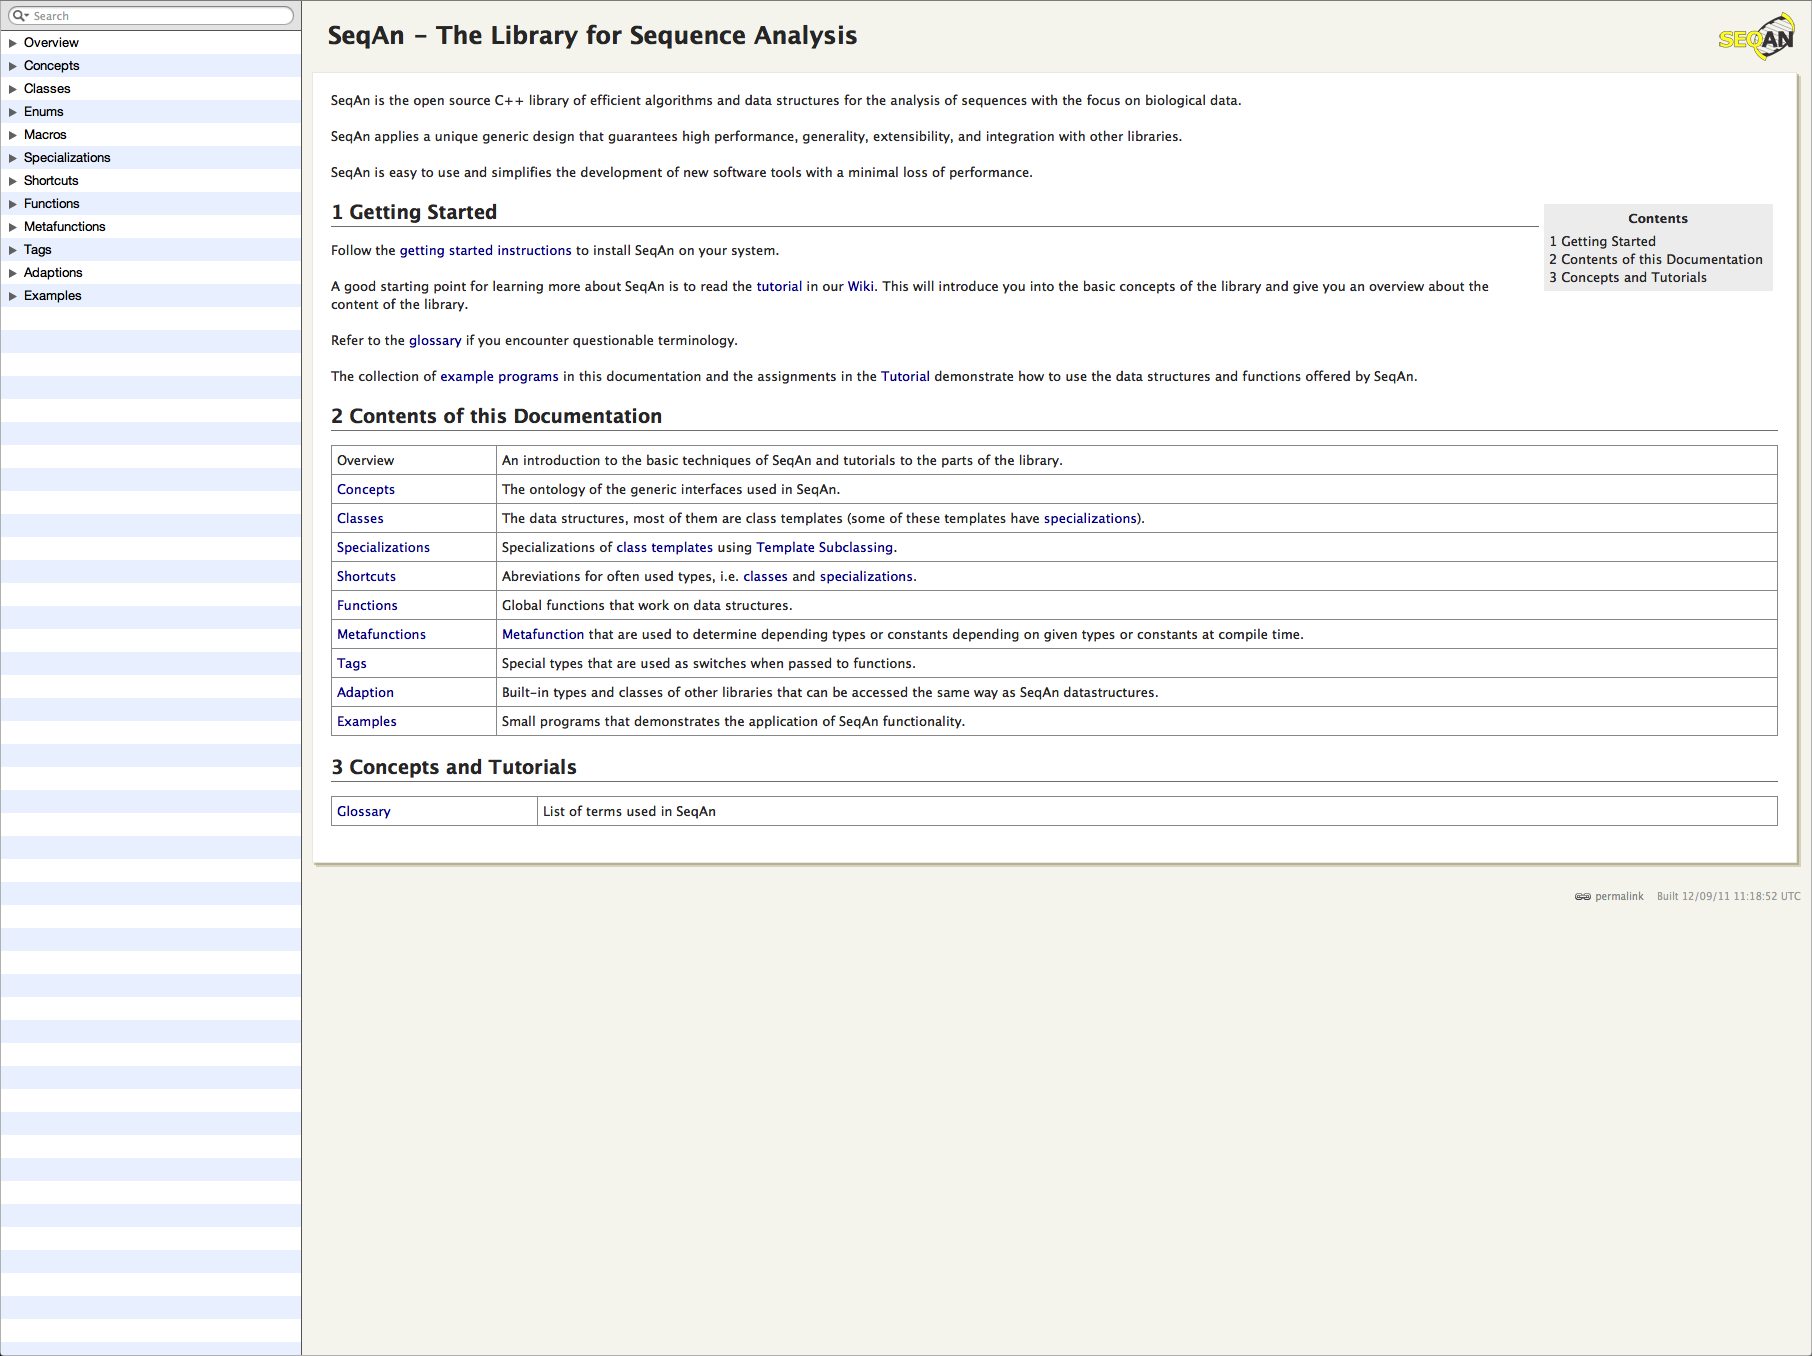 Search
Overview
Concepts
Classes
Enums
Macros
Specializations
Shortcuts
Functions
Metafunctions
Tags
Adaptions
Examples
SeqAn - The Library for Sequence Analysis
SEQAN
SeqAn is the open source C++ library of efficient algorithms and data structures for the analysis of sequences with the focus on biological data.
SeqAn applies a unique generic design that guarantees high performance, generality, extensibility, and integration with other libraries.
SeqAn is easy to use and simplifies the development of new software tools with a minimal loss of performance.
1 Getting Started
Contents
1 Getting Started
2 Contents of this Documentation
3 Concepts and Tutorials
Follow the getting started instructions to install SeqAn on your system.
A good starting point for learning more about SeqAn is to read the tutorial in our Wiki. This will introduce you into the basic concepts of the library and give you an overview about the
content of the library.
Refer to the glossary if you encounter questionable terminology.
The collection of example programs in this documentation and the assignments in the Tutorial demonstrate how to use the data structures and functions offered by SeqAn.
2 Contents of this Documentation
Overview An introduction to the basic techniques of SeqAn and tutorials to the parts of the library.
Concepts The ontology of the generic interfaces used in SeqAn.
Classes The data structures, most of them are class templates (some of these templates have specializations).
Specializations Specializations of class templates using Template Subclassing.
Shortcuts Abreviations for often used types, i.e. classes and specializations.
Functions Global functions that work on data structures.
Metafunctions Metafunction that are used to determine depending types or constants depending on given types or constants at compile time.
Tags Special types that are used as switches when passed to functions.
Adaption Built-in types and classes of other libraries that can be accessed the same way as SeqAn datastructures.
Examples Small programs that demonstrates the application of SeqAn functionality.
3 Concepts and Tutorials
Glossary List of terms used in SeqAn
permalink Built 12/09/11 11:18:52 UTC